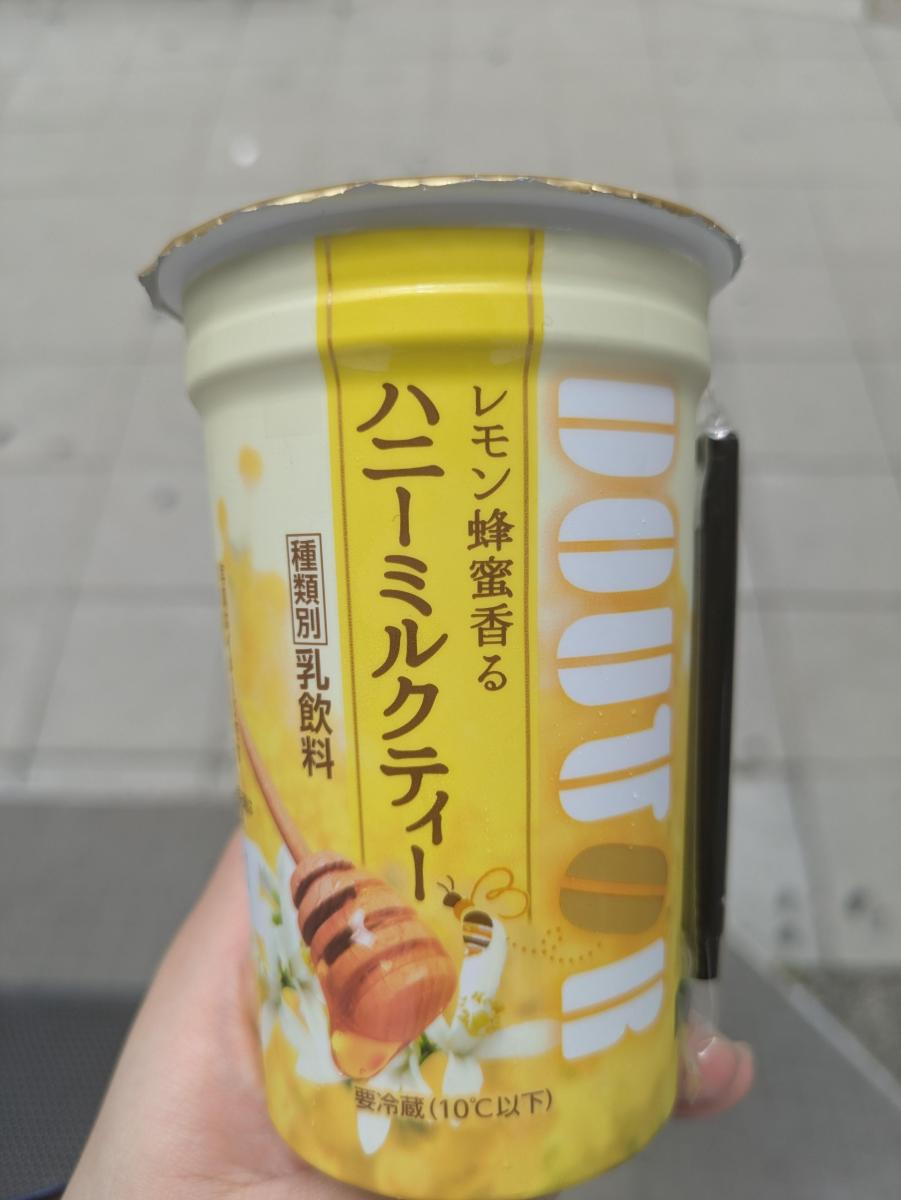 DOUTOR
レモン蜂蜜香る
ハニーミルクティー
種類別
乳飲料
要冷蔵(10℃以下)